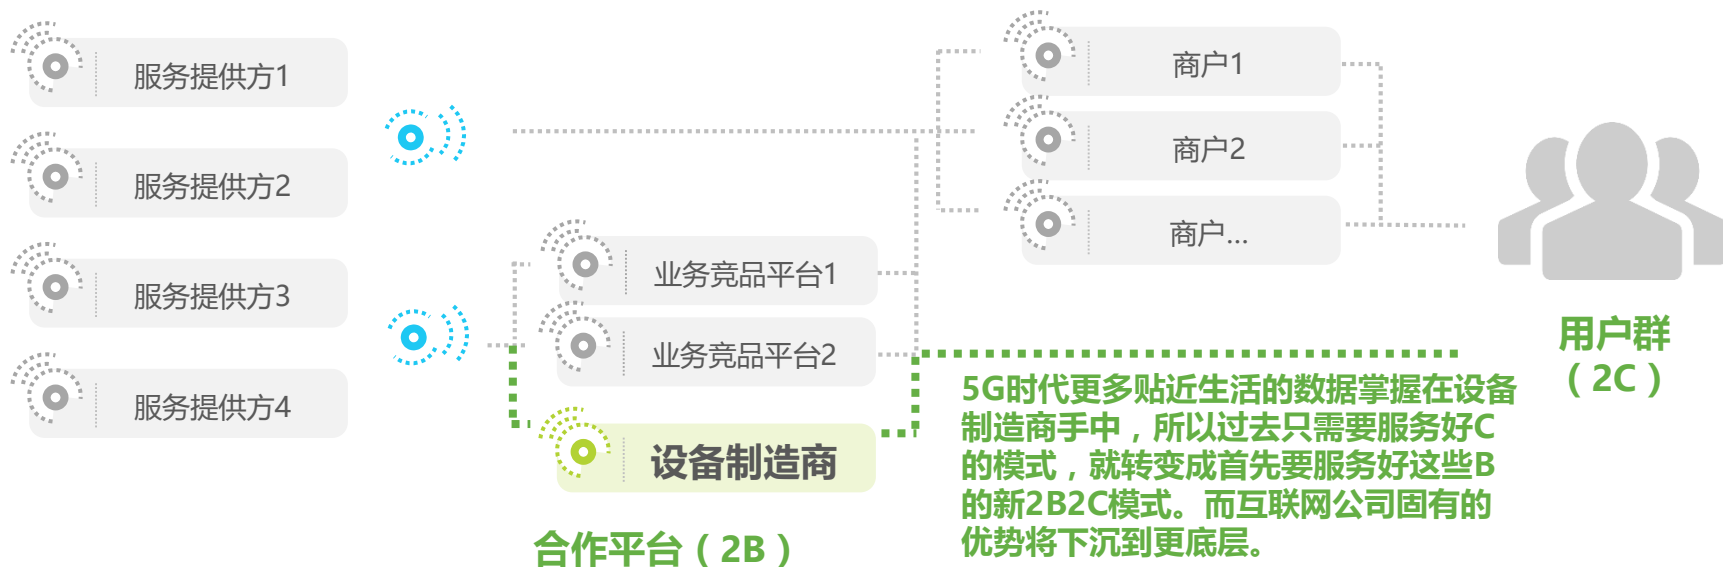 服务提供方1
服务提供方2
服务提供方3
服务提供方4
业务竞品平台1
业务竞品平台2
设备制造商
合作平台（2B）
商户1
商户2
商户...
用户群
（2C）
5G时代更多贴近生活的数据掌握在设备
制造商手中，所以过去只需要服务好C
的模式，就转变成首先要服务好这些B
的新2B2C模式。而互联网公司固有的
优势将下沉到更底层。